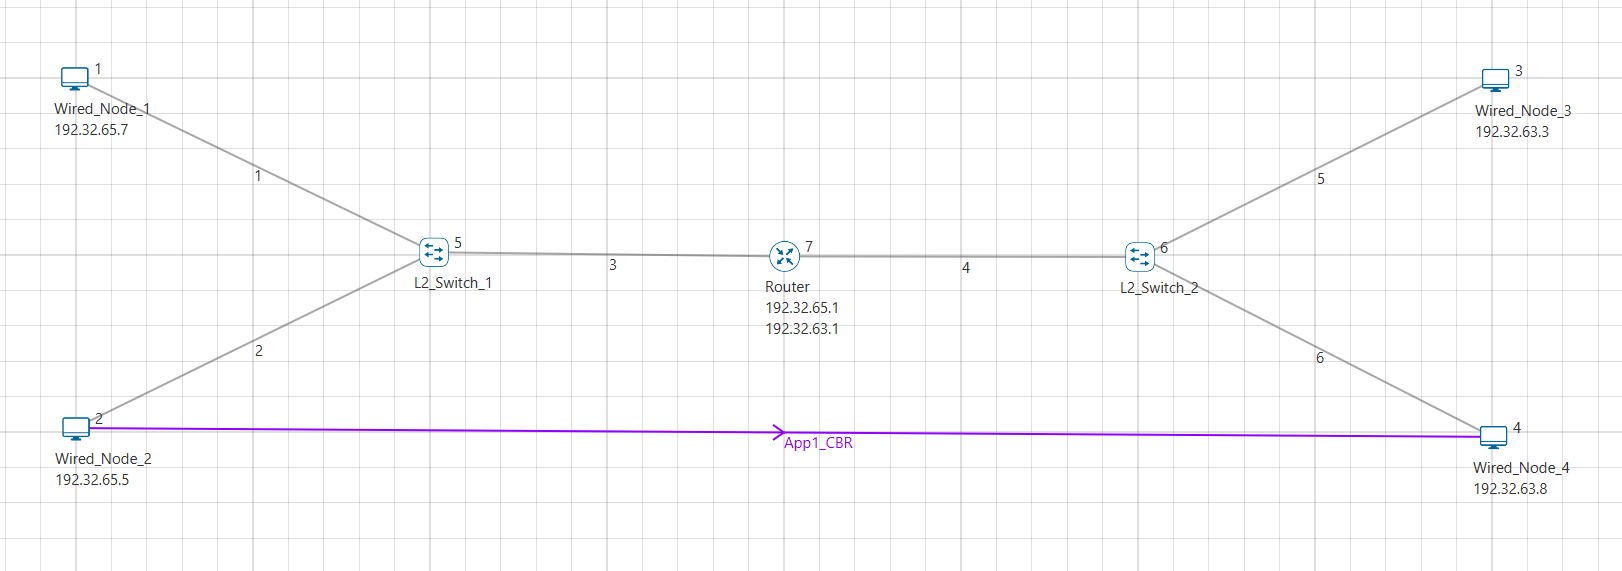 1
Wired_Node_1
192.32.65.7
3
Wired_Node_3
192.32.63.3
1
5
5
L2_Switch_1
3
7
Router
192.32.65.1
192.32.63.1
4
6
L2_Switch_2
2
6
2
Wired_Node_2
192.32.65.5
App1_CBR
4
Wired_Node_4
192.32.63.8